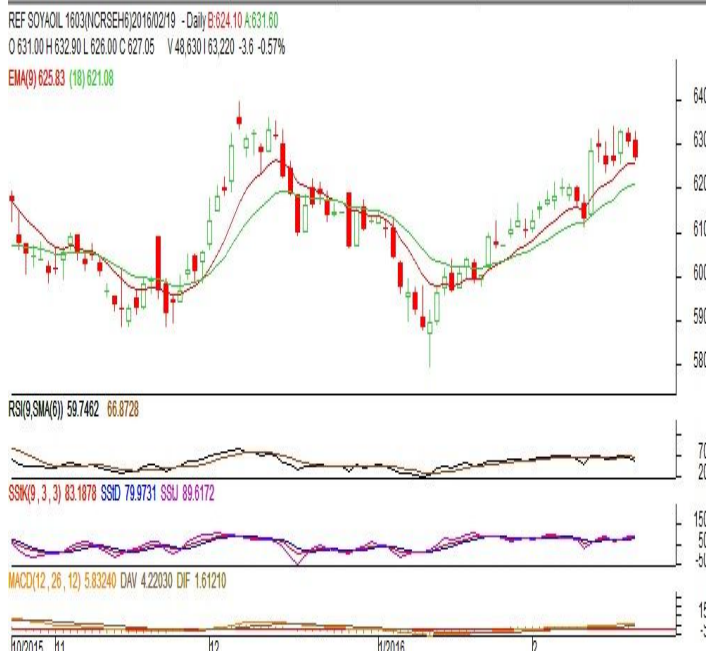 REF SOYAOIL 1603(NCRSEH6)2016/02/19 - Daily B:624.10 A:631.60
O 631.00 H 632.90 L 626.00 C 627.05 V 48,630 I 63,220 -3.6 -0.57%
EMA(9) 625.83 (18) 621.08
640
630
620
610
600
590
580
RSI(9,SMA(6)) 59.7462 66.8728
70
20
SStK(9, 3, 3) 83.1878 SStD 79.9731 SStJ 89.6172
150
50
-50
MACD(12, 26, 12) 5.83240 DAV 4.22030 DIF 1.61210
15
10/2015 11 12 1/2016 2